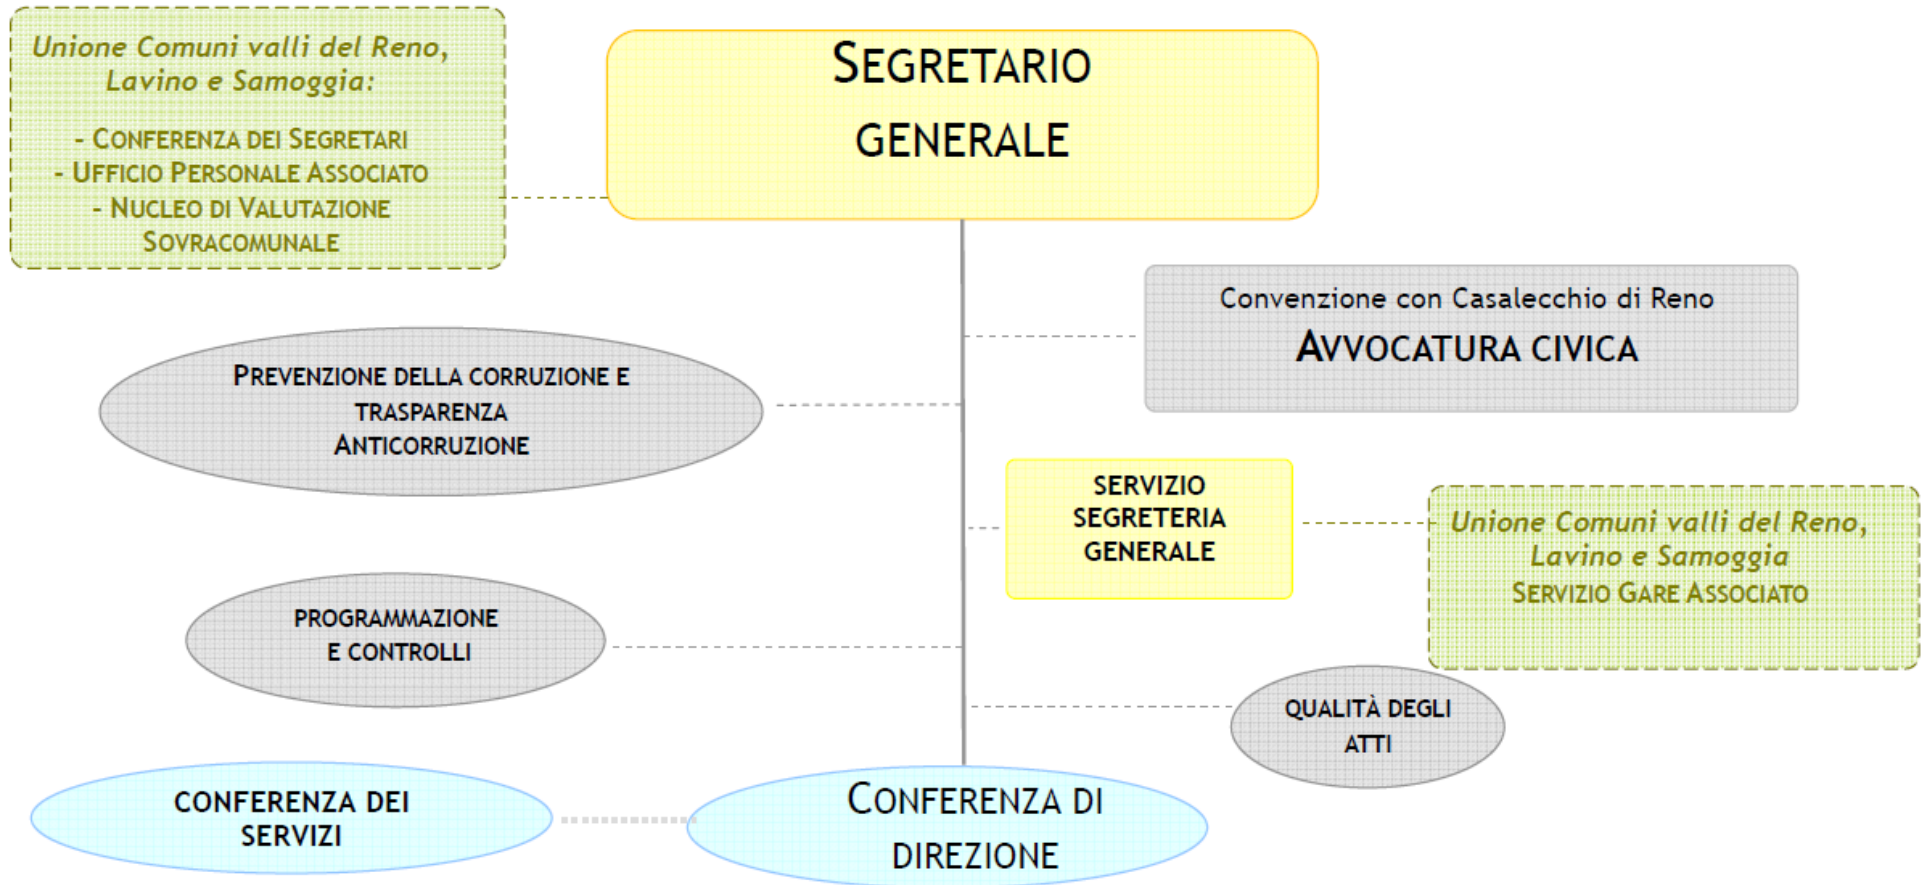 Unione Comuni valli del Reno,
Lavino e Samoggia:
- CONFERENZA DEI SEGRETARI
- UFFICIO PERSONALE ASSOCIATO
- NUCLEO DI VALUTAZIONE
SOVRACOMUNALE
SEGRETARIO
GENERALE
Convenzione con Casalecchio di Reno
AVVOCATURA CIVICA
PREVENZIONE DELLA CORRUZIONE E
TRASPARENZA
ANTICORRUZIONE
SERVIZIO
SEGRETERIA
GENERALE
Unione Comuni valli del Reno,
Lavino e Samoggia
SERVIZIO GARE ASSOCIATO
PROGRAMMAZIONE
E CONTROLLI
QUALITÀ DEGLI
ATTI
CONFERENZA DEI
SERVIZI
CONFERENZA DI
DIREZIONE